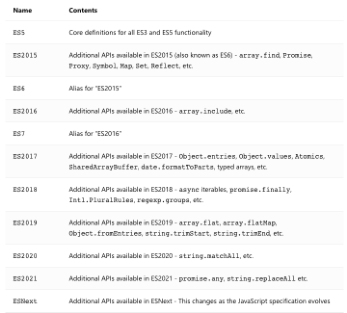 Name Contents
ES5 Core definitions for all ES3 and ES5 functionality
ES2015 Additional APIs available in ES2015 (also known as ES6) - array.find, Promise,
Proxy, Symbol, Map, Set, Reflect, etc.
ES6 Alias for "ES2015"
ES2016 Additional APIs available in ES2016 - array.include, etc.
ES7 Alias for "ES2016"
ES2017 Additional APIs available in ES2017 - Object.entries, Object.values, Atomics,
SharedArrayBuffer, date.formatToParts, typed arrays, etc.
ES2018 Additional APIs available in ES2018 - async iterables, promise.finally,
Intl.PluralRules, regexp.groups, etc.
ES2019 Additional APIs available in ES2019 - array.flat, array.flatMap,
Object.fromEntries, string.trimStart, string.trimEnd, etc.
ES2020 Additional APIs available in ES2020 - string.matchAll, etc.
ES2021 Additional APIs available in ES2021 - promise.any, string.replaceAll etc.
ESNext Additional APIs available in ESNext - This changes as the JavaScript specification evolves